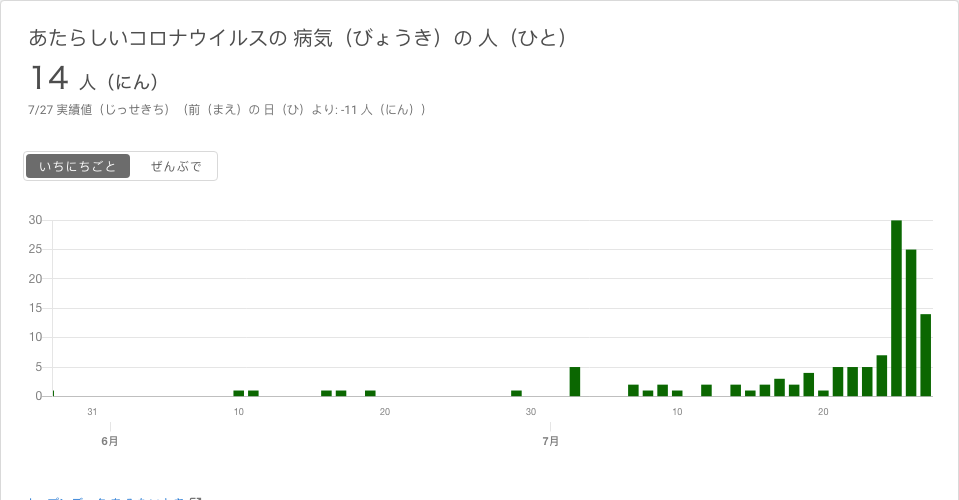 あたらしいコロナウイルスの 病気（びょうき）の 人（ひと）
14 人（にん）
7/27 実績値（じっせきち）（前（まえ）の 日（ひ）より: -11 人（にん））
いちにちごと ぜんぶで
30
25
20
15
10
5
0
31 10 20 30 10 20
6月 7月